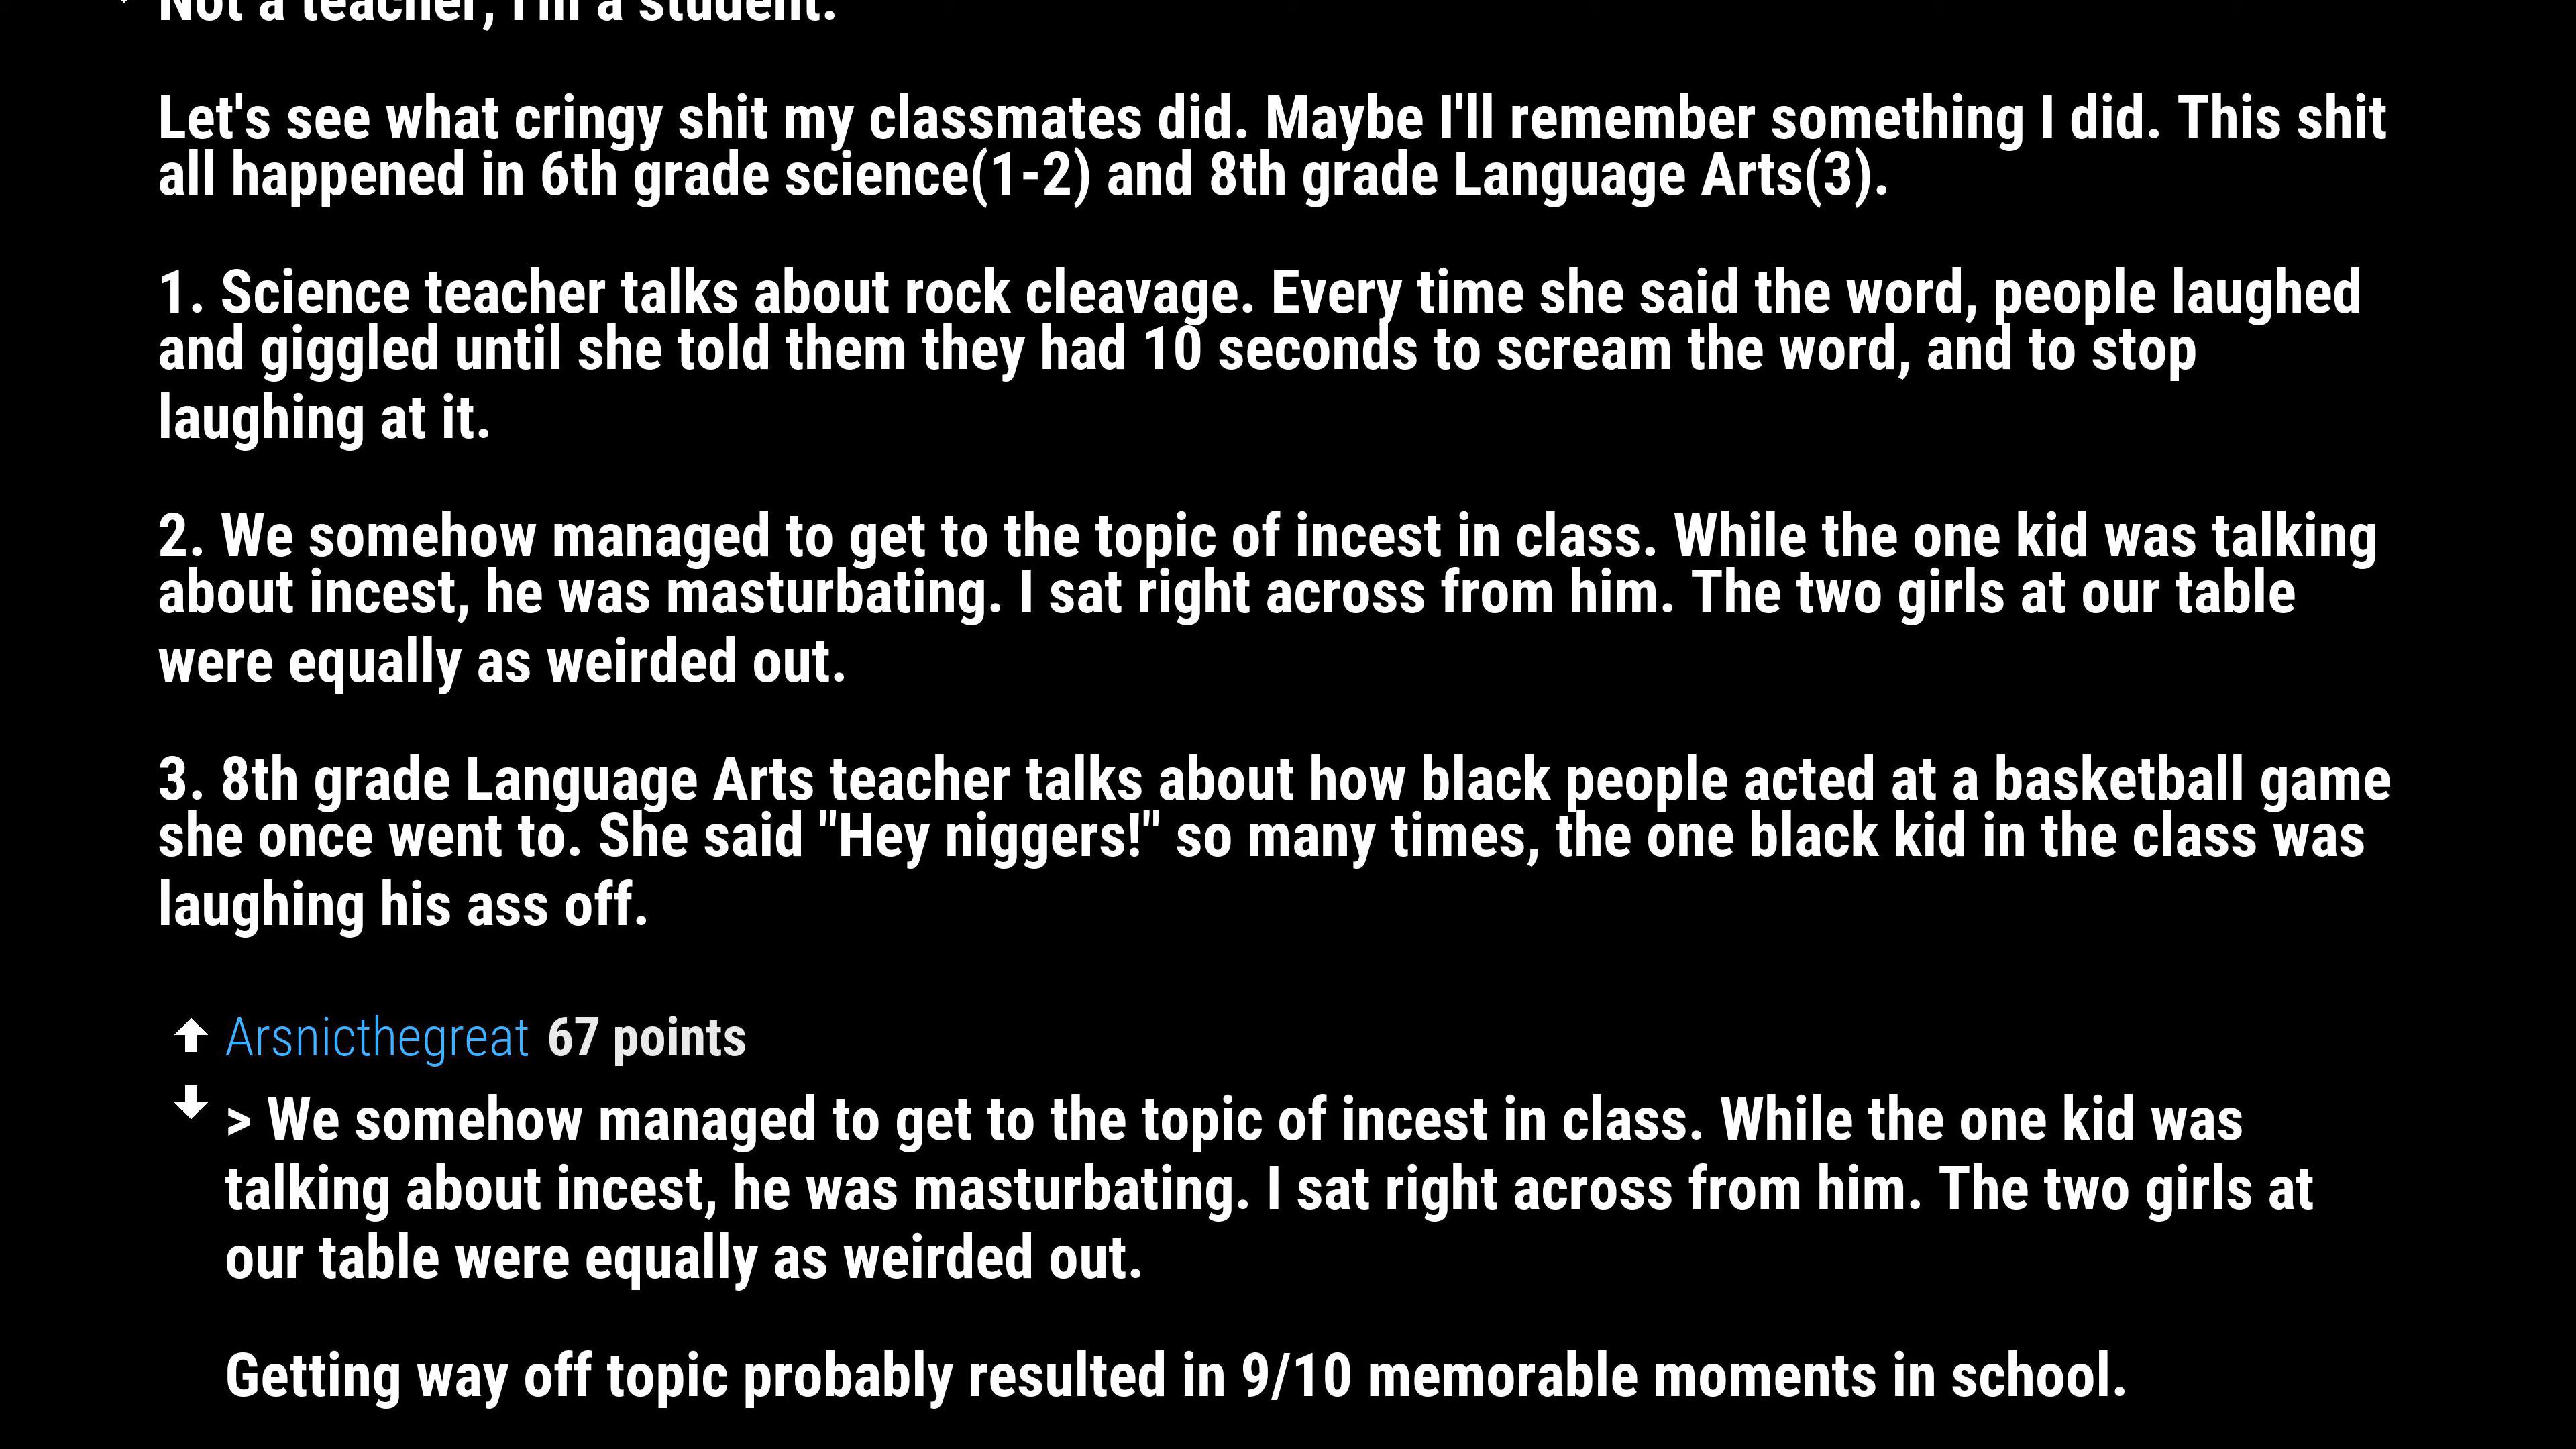 Not a teacher, I'm a student.
Let's see what cringy shit my classmates did. Maybe I'll remember something I did. This shit
all happened in 6th grade science(1-2) and 8th grade Language Arts(3).
1. Science teacher talks about rock cleavage. Every time she said the word, people laughed
and giggled until she told them they had 10 seconds to scream the word, and to stop
laughing at it.
2. We somehow managed to get to the topic of incest in class. While the one kid was talking
about incest, he was masturbating. I sat right across from him. The two girls at our table
were equally as weirded out.
3. 8th grade Language Arts teacher talks about how black people acted at a basketball game
she once went to. She said "Hey niggers!" so many times, the one black kid in the class was
laughing his ass off.
Arsnicthegreat 67 points
> We somehow managed to get to the topic of incest in class. While the one kid was
talking about incest, he was masturbating. I sat right across from him. The two girls at
our table were equally as weirded out.
Getting way off topic probably resulted in 9/10 memorable moments in school.